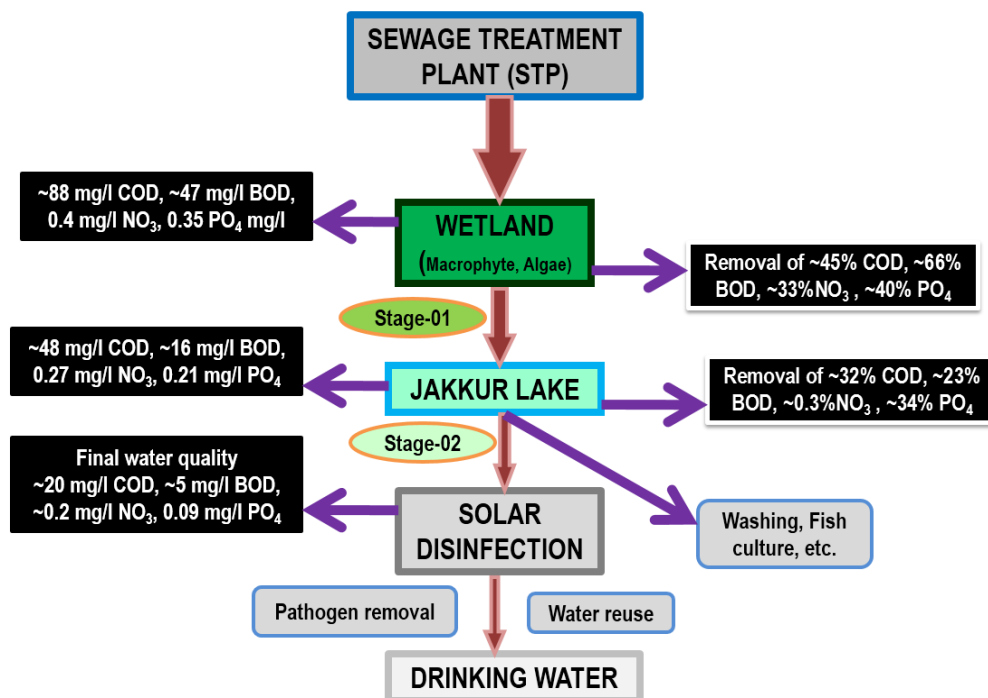 SEWAGE TREATMENT
PLANT (STP)
~88 mg/l COD, ~47 mg/l BOD,
0.4 mg/l NO₃, 0.35 PO₄ mg/l
WETLAND
(Macrophyte, Algae)
Removal of ~45% COD, ~66%
BOD, ~33%NO₃ , ~40% PO₄
Stage-01
~48 mg/l COD, ~16 mg/l BOD,
0.27 mg/l NO₃, 0.21 mg/l PO₄
JAKKUR LAKE
Removal of ~32% COD, ~23%
BOD, ~0.3%NO₃ , ~34% PO₄
Stage-02
Final water quality
~20 mg/l COD, ~5 mg/l BOD,
~0.2 mg/l NO₃, 0.09 mg/l PO₄
SOLAR
DISINFECTION
Washing, Fish
culture, etc.
Pathogen removal
Water reuse
DRINKING WATER